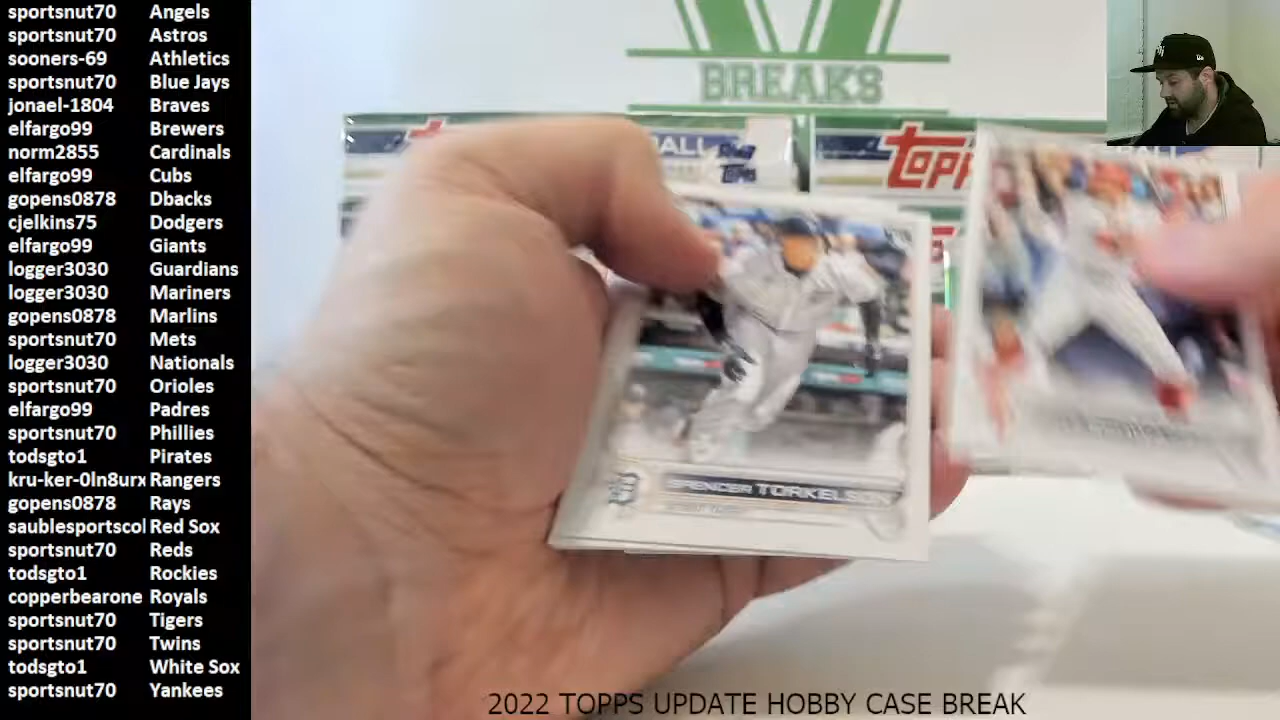 sportsnut70 Angels
sportsnut70 Astros
sooners-69 Athletics
sportsnut70 Blue Jays
jonael-1804 Braves
elfargo99 Brewers
norm2855 Cardinals
elfargo99 Cubs
gopens0878 Dbacks
cjelkins75 Dodgers
elfargo99 Giants
logger3030 Guardians
logger3030 Mariners
gopens0878 Marlins
sportsnut70 Mets
logger3030 Nationals
sportsnut70 Orioles
elfargo99 Padres
sportsnut70 Phillies
todsgto1 Pirates
kru-ker-0ln8urx Rangers
gopens0878 Rays
saublesportscol Red Sox
sportsnut70 Reds
todsgto1 Rockies
copperbearone Royals
sportsnut70 Tigers
sportsnut70 Twins
todsgto1 White Sox
sportsnut70 Yankees
BREAKS
SPENCER TORKELSON
2022 TOPPS UPDATE HOBBY CASE BREAK